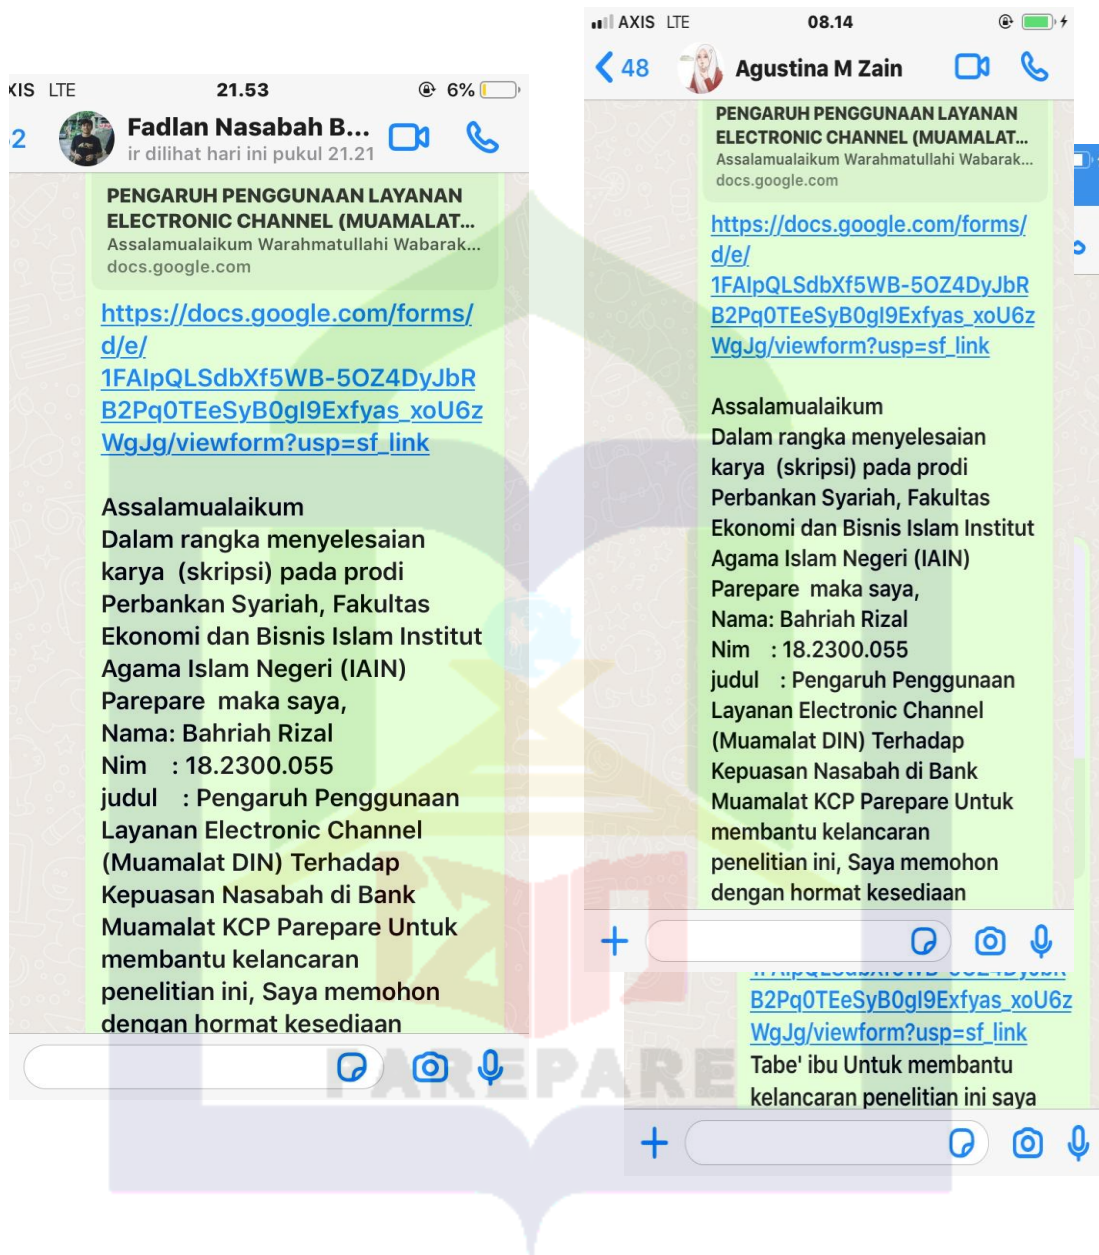 XIS LTE 21.53 6%
2 Fadlan Nasabah B...
ir dilihat hari ini pukul 21.21
PENGARUH PENGGUNAAN LAYANAN
ELECTRONIC CHANNEL (MUAMALAT...
Assalamualaikum Warahmatullahi Wabarak...
docs.google.com
https://docs.google.com/forms/
d/e/
1FAIpQLSdbXf5WB-5OZ4DyJbR
B2Pq0TEeSyB0gI9Exfyas_xoU6z
WgJg/viewform?usp=sf_link
Assalamualaikum
Dalam rangka menyelesaian
karya (skripsi) pada prodi
Perbankan Syariah, Fakultas
Ekonomi dan Bisnis Islam Institut
Agama Islam Negeri (IAIN)
Parepare maka saya,
Nama: Bahriah Rizal
Nim : 18.2300.055
judul : Pengaruh Penggunaan
Layanan Electronic Channel
(Muamalat DIN) Terhadap
Kepuasan Nasabah di Bank
Muamalat KCP Parepare Untuk
membantu kelancaran
penelitian ini, Saya memohon
dengan hormat kesediaan
AXIS LTE 08.14
48 Agustina M Zain
PENGARUH PENGGUNAAN LAYANAN
ELECTRONIC CHANNEL (MUAMALAT...
Assalamualaikum Warahmatullahi Wabarak...
docs.google.com
https://docs.google.com/forms/
d/e/
1FAIpQLSdbXf5WB-5OZ4DyJbR
B2Pq0TEeSyB0gI9Exfyas_xoU6z
WgJg/viewform?usp=sf_link
Assalamualaikum
Dalam rangka menyelesaian
karya (skripsi) pada prodi
Perbankan Syariah, Fakultas
Ekonomi dan Bisnis Islam Institut
Agama Islam Negeri (IAIN)
Parepare maka saya,
Nama: Bahriah Rizal
Nim : 18.2300.055
judul : Pengaruh Penggunaan
Layanan Electronic Channel
(Muamalat DIN) Terhadap
Kepuasan Nasabah di Bank
Muamalat KCP Parepare Untuk
membantu kelancaran
penelitian ini, Saya memohon
dengan hormat kesediaan
B2Pq0TEeSyB0gI9Exfyas_xoU6z
WgJg/viewform?usp=sf_link
Tabe' ibu Untuk membantu
kelancaran penelitian ini saya
PAREPARE